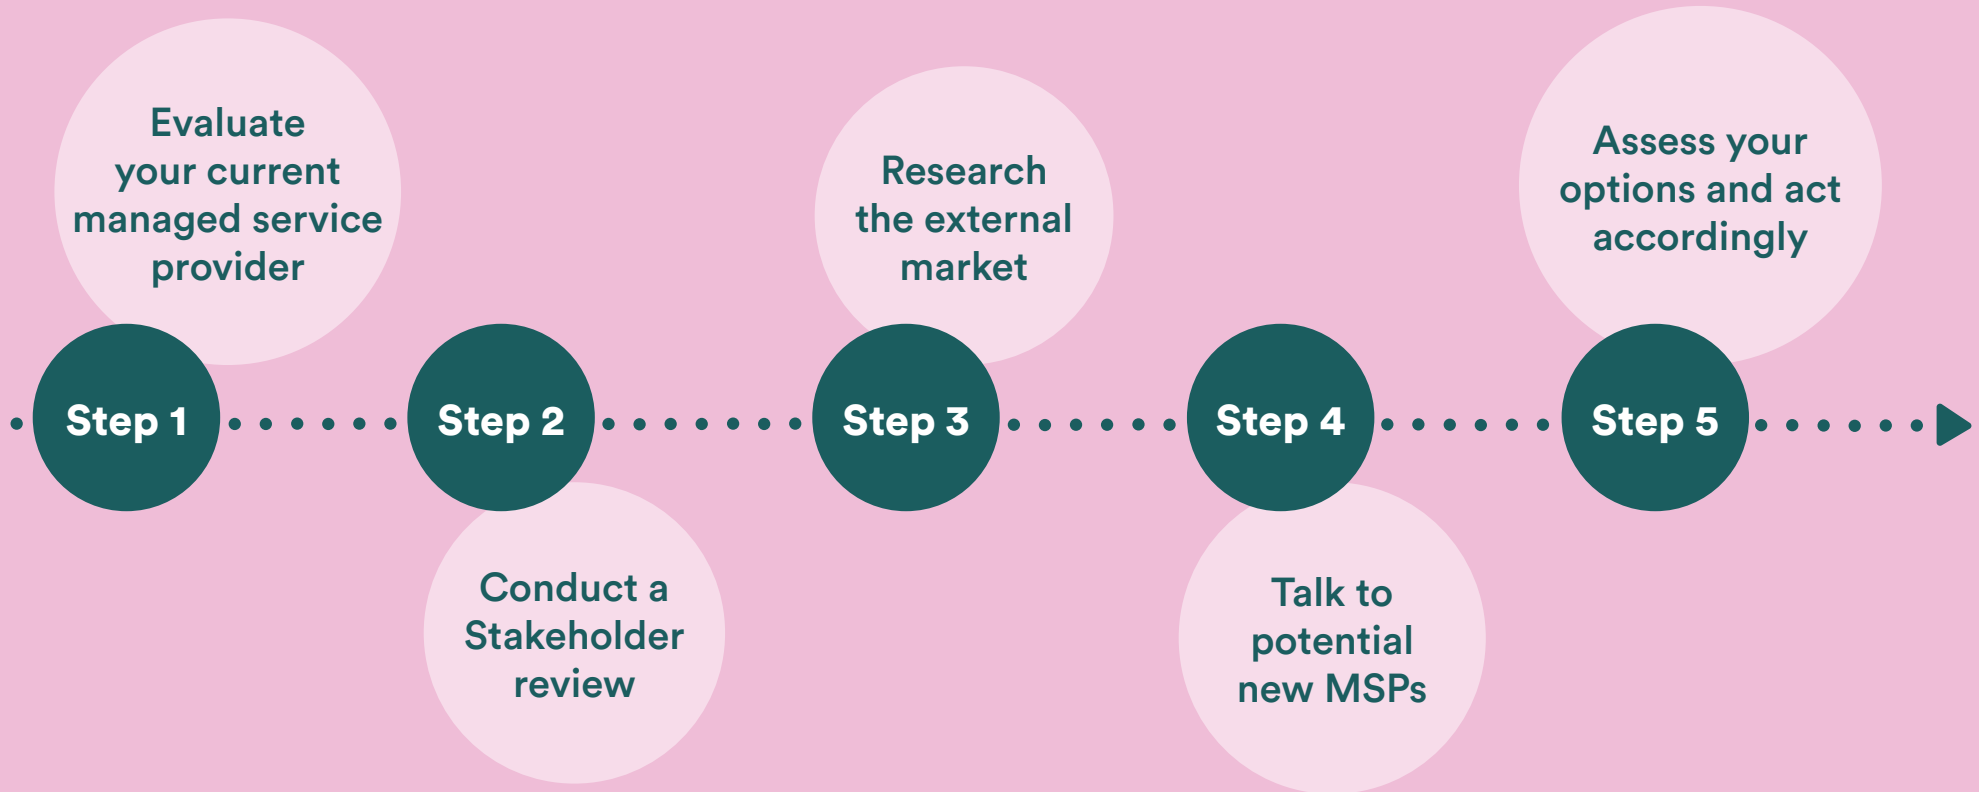 Step 1
Evaluate
your current
managed service
provider
Step 2
Conduct a
Stakeholder
review
Step 3
Research
the external
market
Step 4
Talk to
potential
new MSPs
Step 5
Assess your
options and act
accordingly